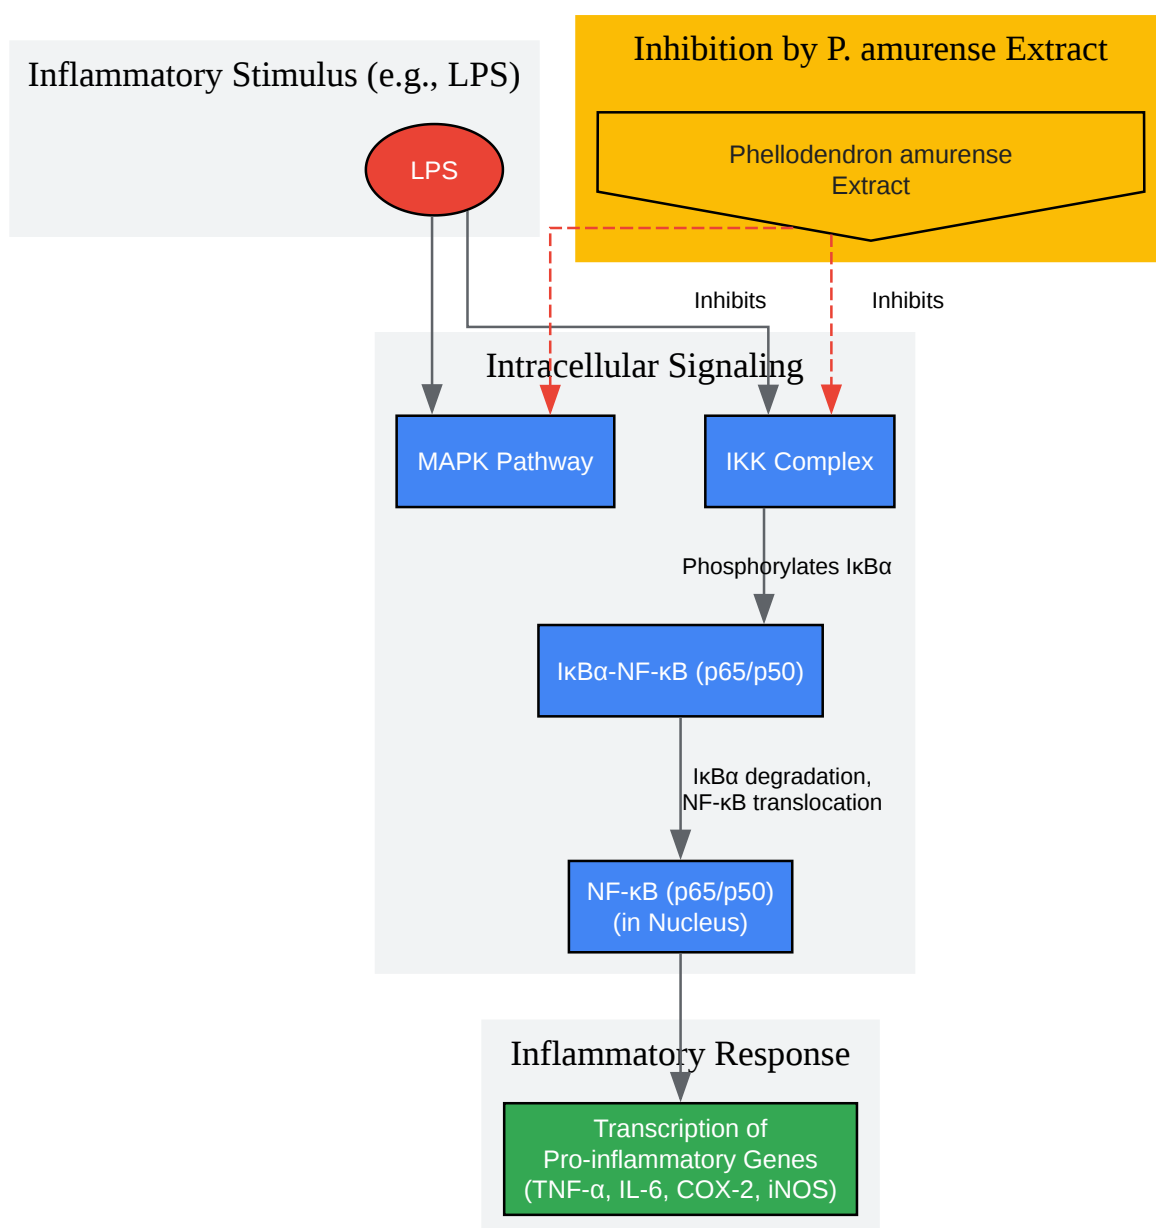 Inflammatory Stimulus (e.g., LPS)
LPS
Inhibition by P. amurense Extract
Phellodendron amurense
Extract
Inhibits
Inhibits
Intracellular Signaling
MAPK Pathway
IKK Complex
Phosphorylates IκBα
IκBα-NF-κB (p65/p50)
IκBα degradation,
NF-κB translocation
NF-κB (p65/p50)
(in Nucleus)
Inflammatory Response
Transcription of
Pro-inflammatory Genes
(TNF-α, IL-6, COX-2, iNOS)